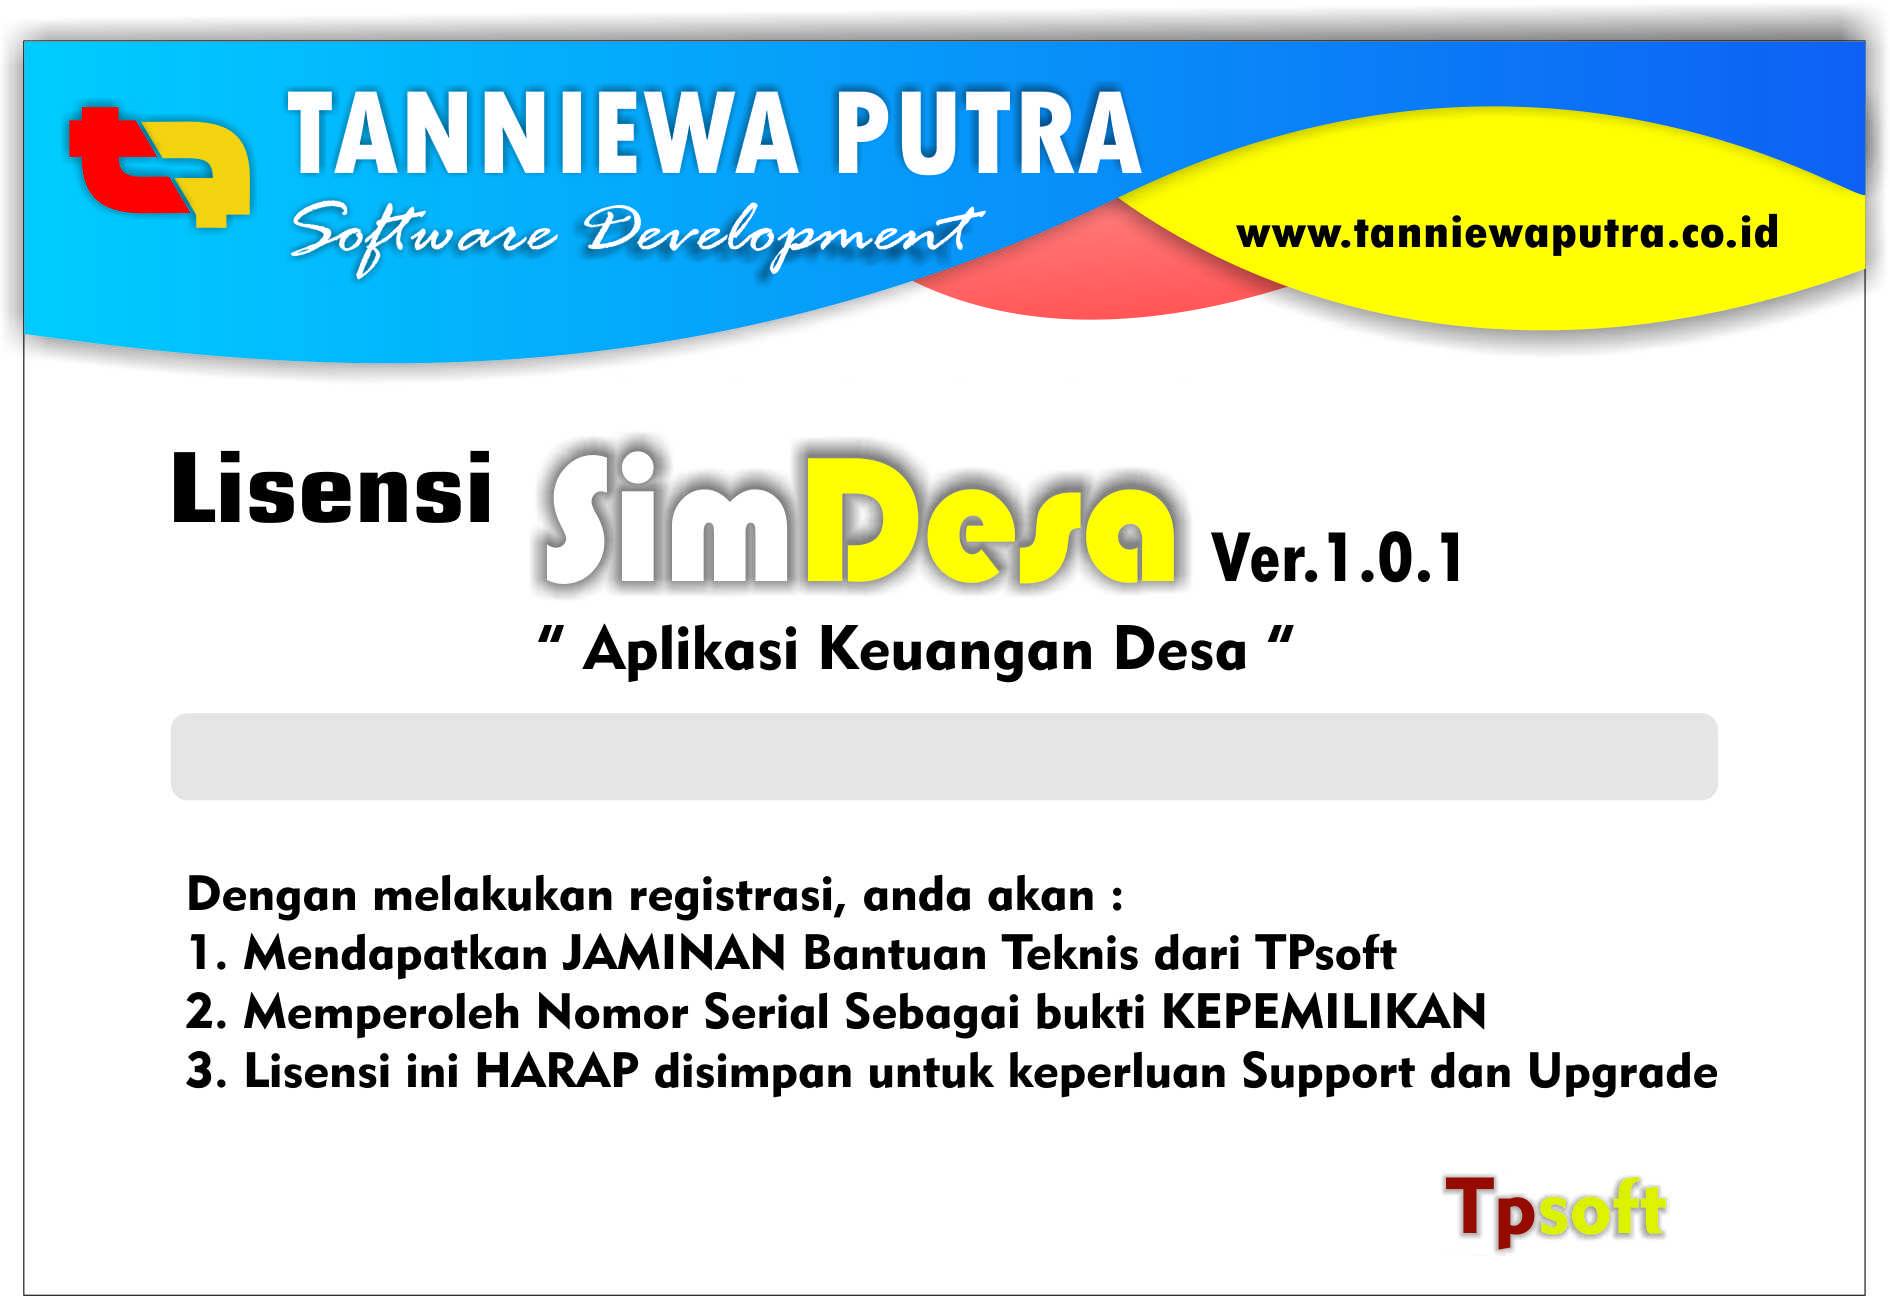 TANNIEWA PUTRA
Software Development
www.tanniewaputra.co.id
Lisensi SimDesa Ver.1.0.1
“ Aplikasi Keuangan Desa “
Dengan melakukan registrasi, anda akan :
1. Mendapatkan JAMINAN Bantuan Teknis dari TPsoft
2. Memperoleh Nomor Serial Sebagai bukti KEPEMILIKAN
3. Lisensi ini HARAP disimpan untuk keperluan Support dan Upgrade
Tpsoft